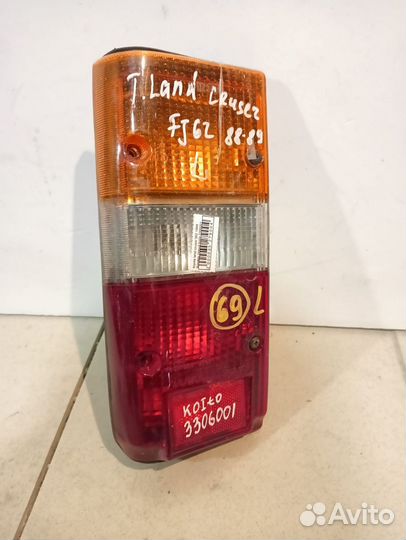 T. Land Cruser
FJ62 88-89
69 L
KOITO
3306001
Avito